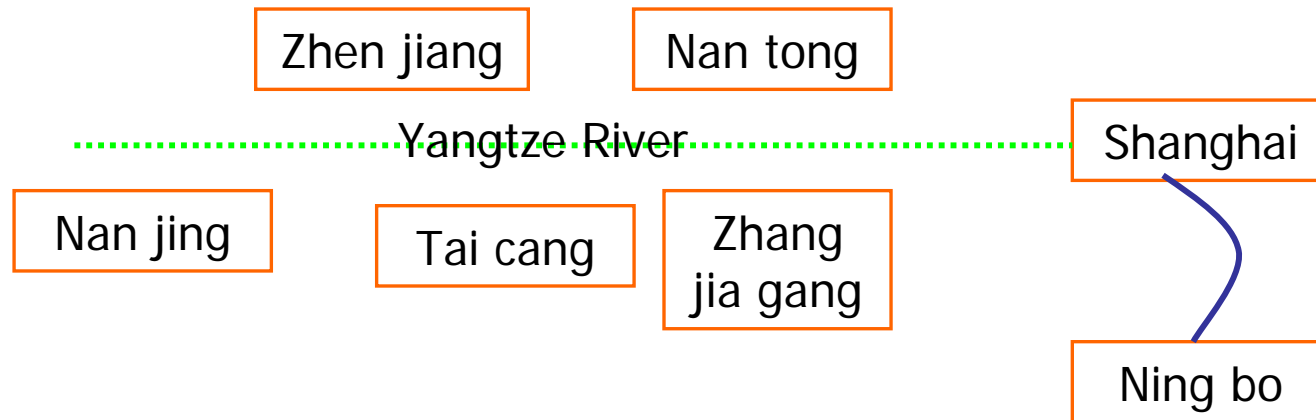 Zhen jiang
Nan tong
Yangtze River
Shanghai
Nan jing
Tai cang
Zhang
jia gang
Ning bo